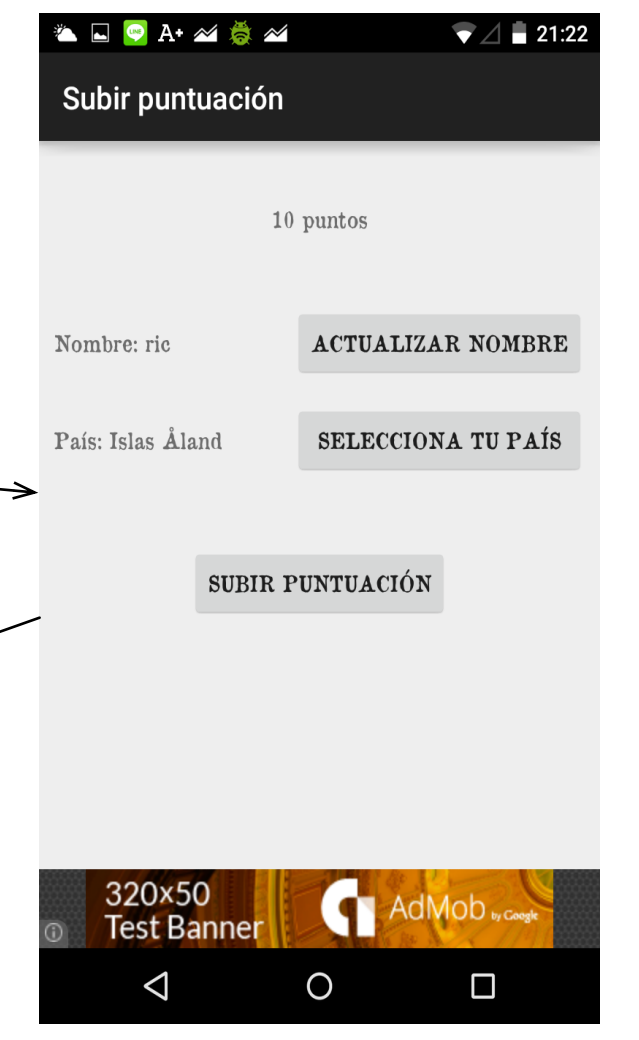 LINE A+ 21:22
Subir puntuación
10 puntos
Nombre: ric
ACTUALIZAR NOMBRE
País: Islas Åland
SELECCIONA TU PAÍS
SUBIR PUNTUACIÓN
320x50
Test Banner
AdMob by Google